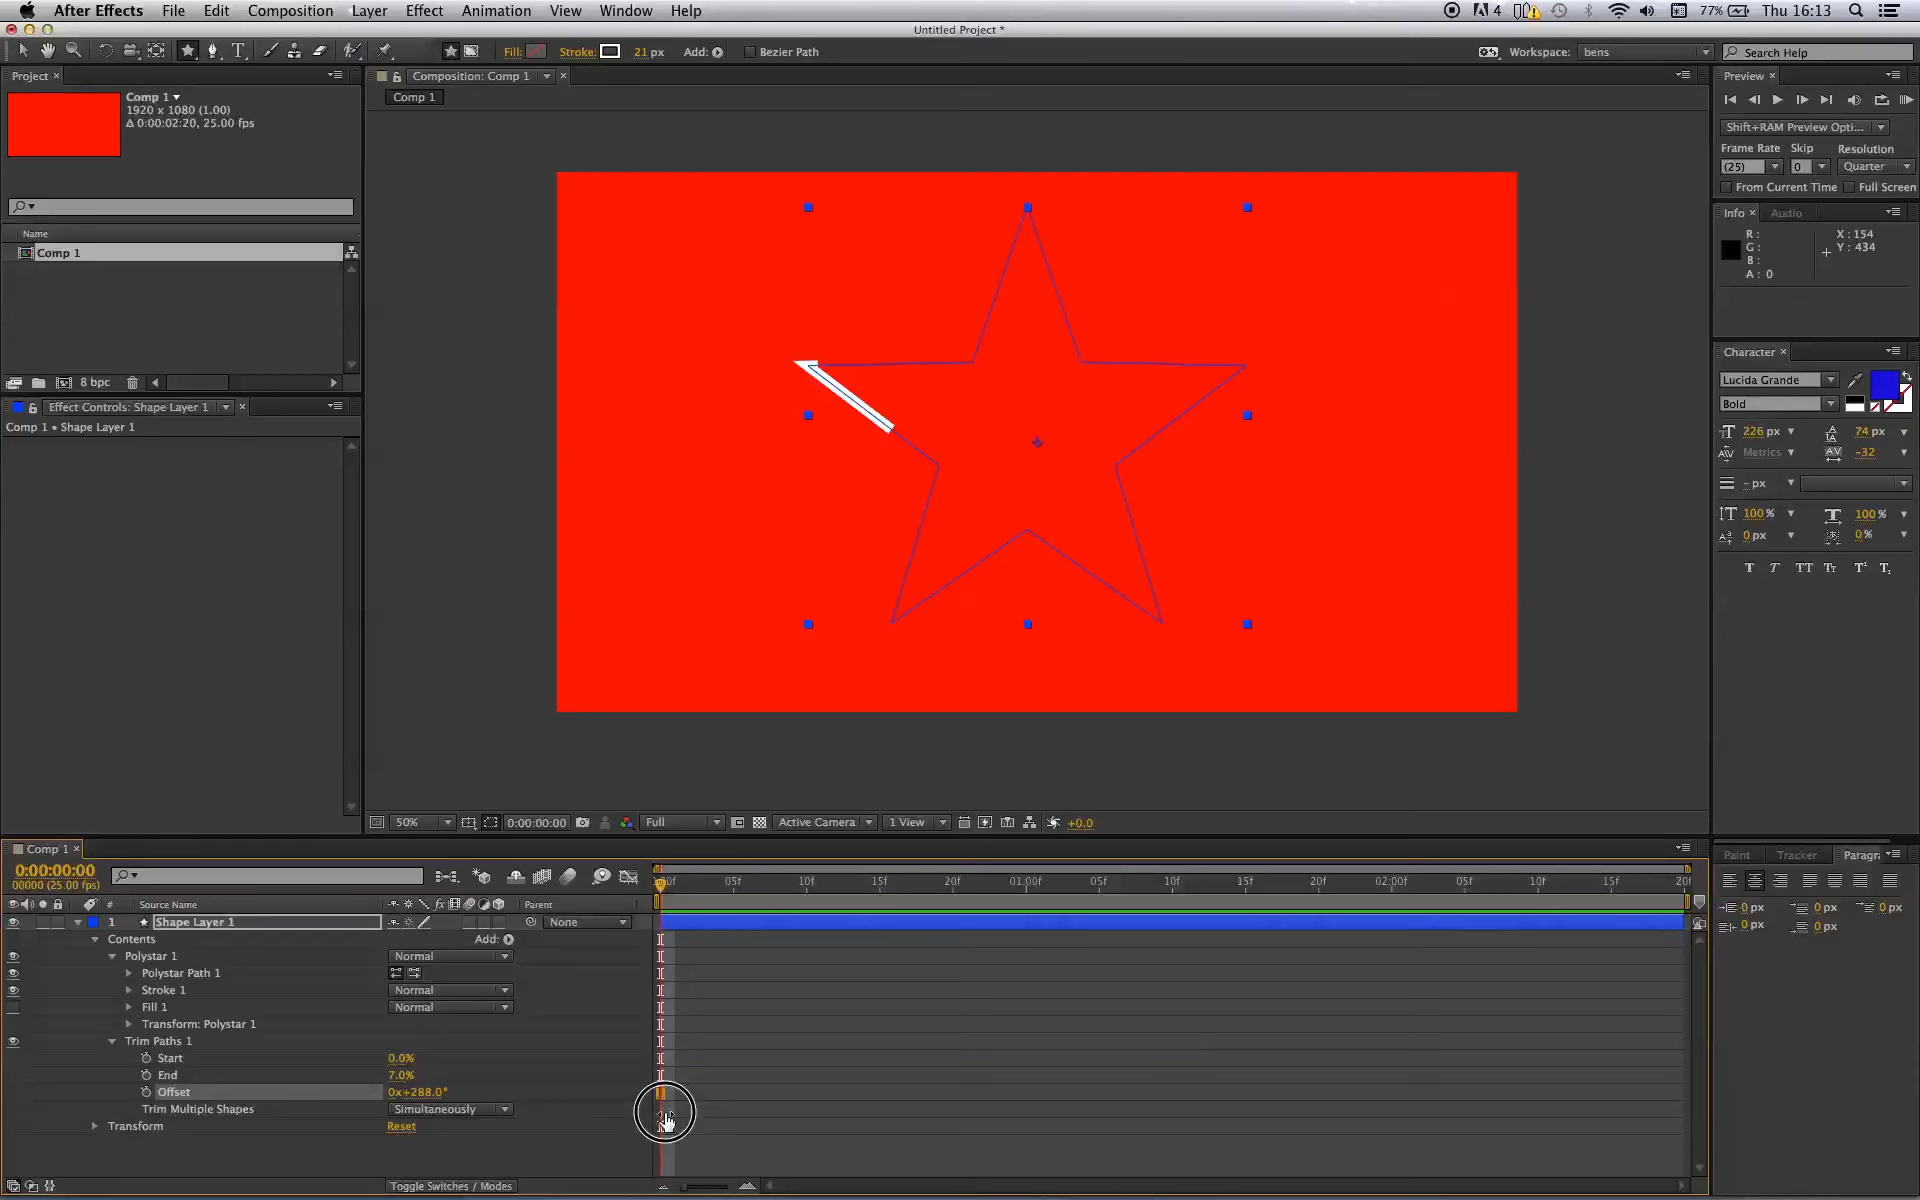 After Effects File Edit Composition Layer Effect Animation View Window Help 4 77% Thu 16:13
Untitled Project *
Fill: Stroke: 21 px Add: Bezier Path Workspace: bens Search Help
Project
Composition: Comp 1
Preview
Comp 1
1920 x 1080 (1.00)
Δ 0:00:02:20, 25.00 fps
Comp 1
Shift+RAM Preview Opti...
Frame Rate Skip Resolution
(25) 0 Quarter
From Current Time Full Screen
Name
Comp 1
Info Audio
R :
G :
B :
A : 0
X : 154
Y : 434
8 bpc
Effect Controls: Shape Layer 1
Comp 1 • Shape Layer 1
Character
Lucida Grande
Bold
226 px 74 px
Metrics -32
- px
100 % 100 %
0 px 0 %
T T TT Tr T¹ T₁
50% 0:00:00:00 Full Active Camera 1 View +0.0
Comp 1
0:00:00:00
00000 (25.00 fps)
05f 10f 15f 20f 01:00f 05f 10f 15f 20f 02:00f 05f 10f 15f 20f
# Source Name Parent
1 Shape Layer 1 None
Contents Add:
Polystar 1 Normal
Polystar Path 1
Stroke 1 Normal
Fill 1 Normal
Transform: Polystar 1
Trim Paths 1
Start 0.0%
End 7.0%
Offset 0x+288.0°
Trim Multiple Shapes Simultaneously
Transform Reset
Toggle Switches / Modes
Paint Tracker Paragr
0 px 0 px 0 px
0 px 0 px